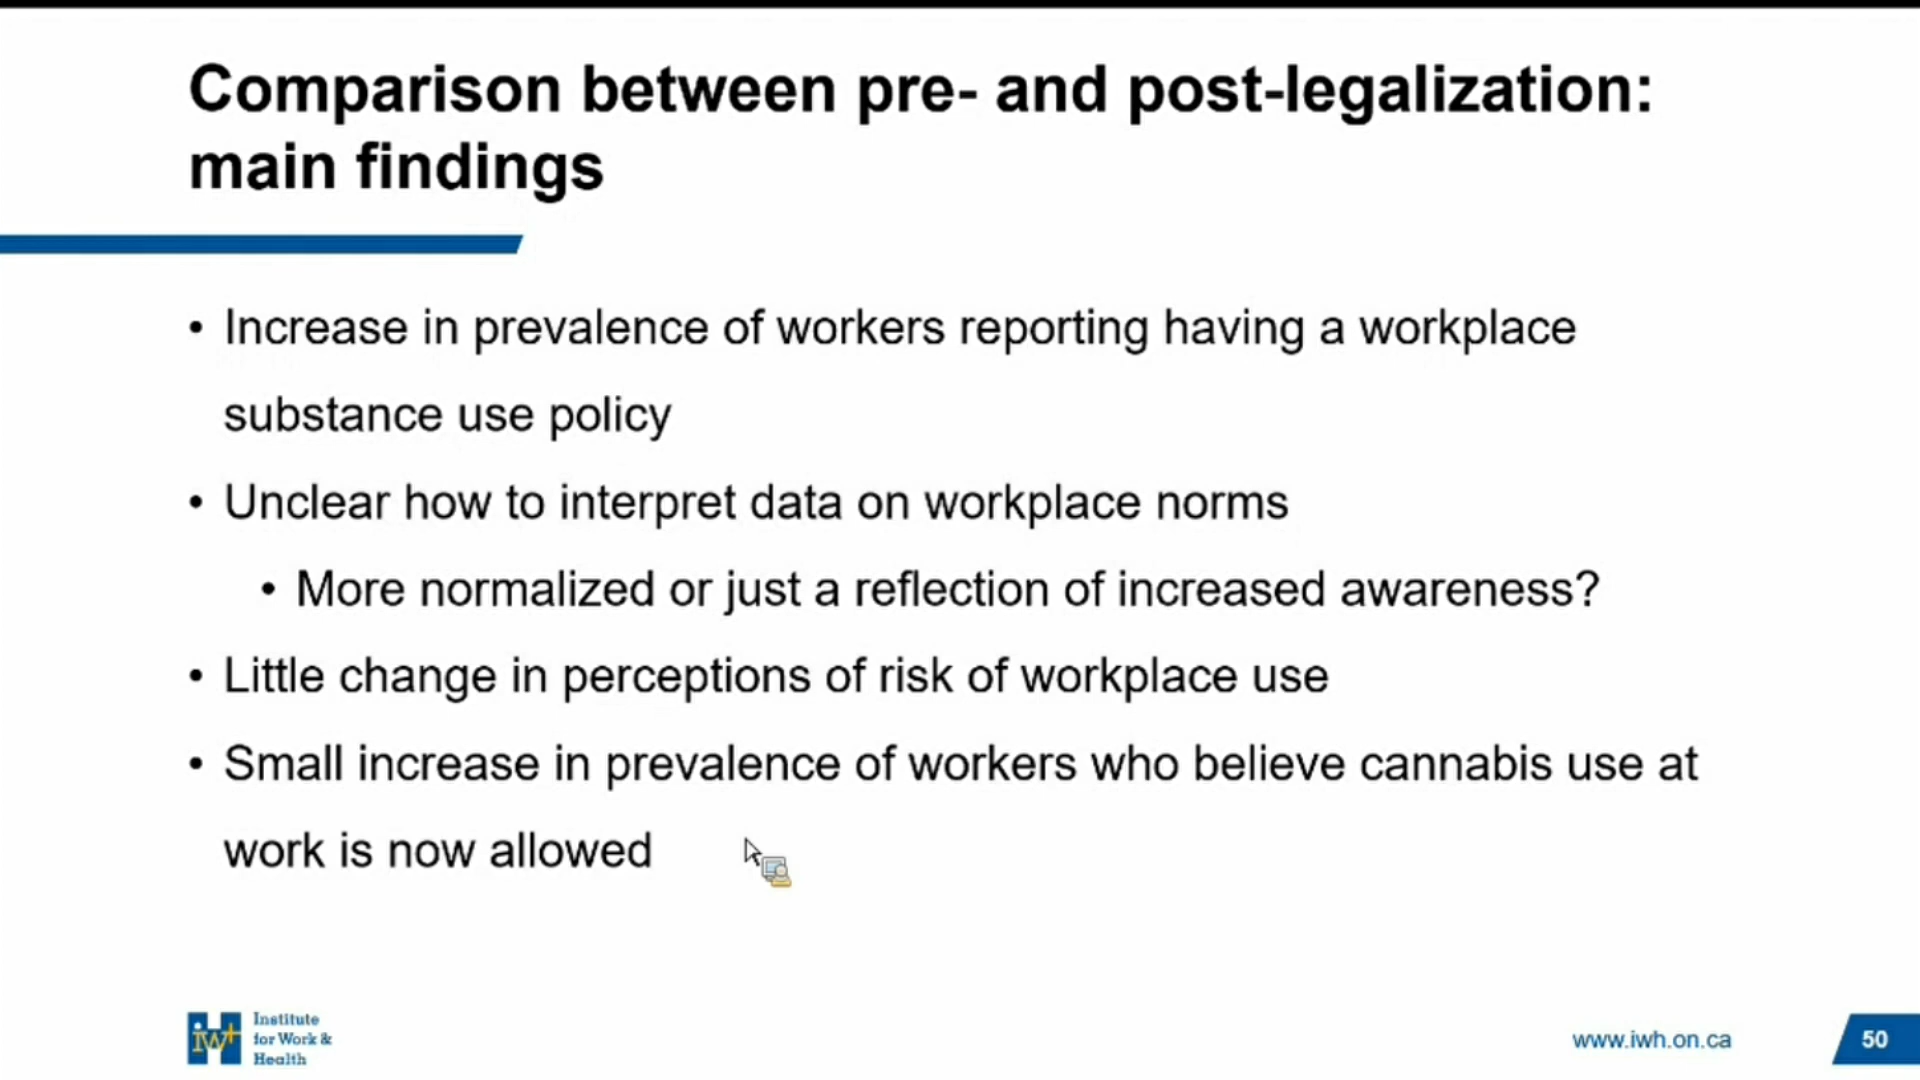 Comparison between pre- and post-legalization:
main findings
• Increase in prevalence of workers reporting having a workplace
substance use policy
• Unclear how to interpret data on workplace norms
• More normalized or just a reflection of increased awareness?
• Little change in perceptions of risk of workplace use
• Small increase in prevalence of workers who believe cannabis use at
work is now allowed
iwh
Institute
for Work &
Health
www.iwh.on.ca
50